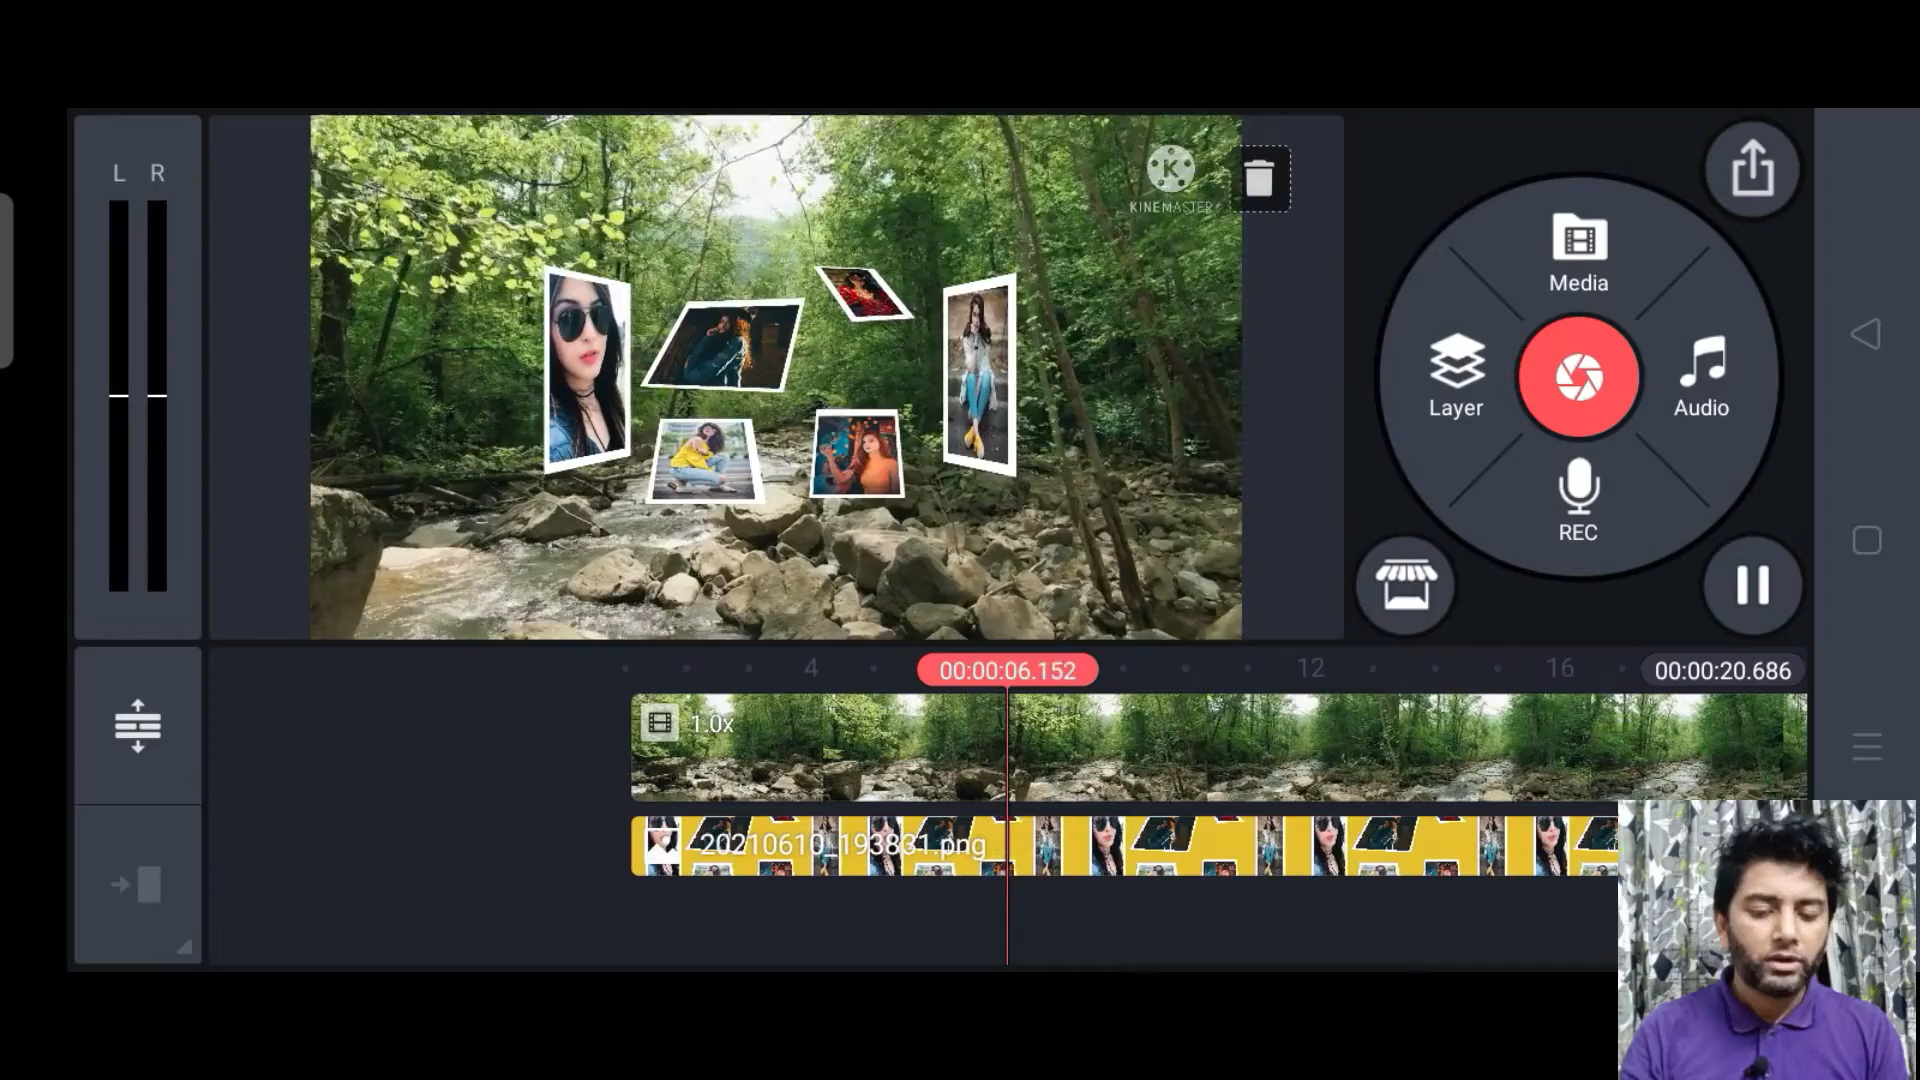 L R
K
KINEMASTER
Media
Layer
Audio
REC
4
00:00:06.152
12
16
00:00:20.686
1.0x
20210610_193831.png